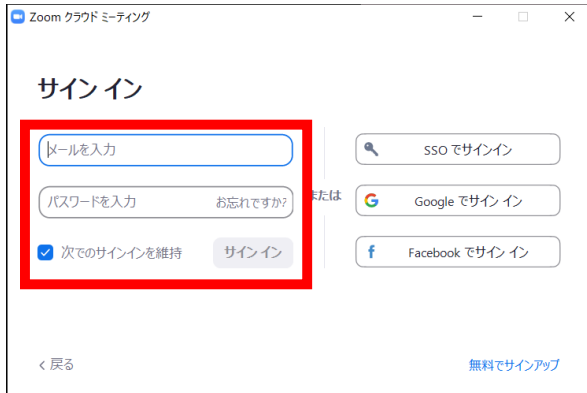 Zoom クラウド ミーティング
サイン イン
メールを入力
パスワードを入力 お忘れですか?
次でのサインインを維持 サイン イン
または
SSO でサインイン
Google でサイン イン
Facebook でサイン イン
< 戻る
無料でサインアップ